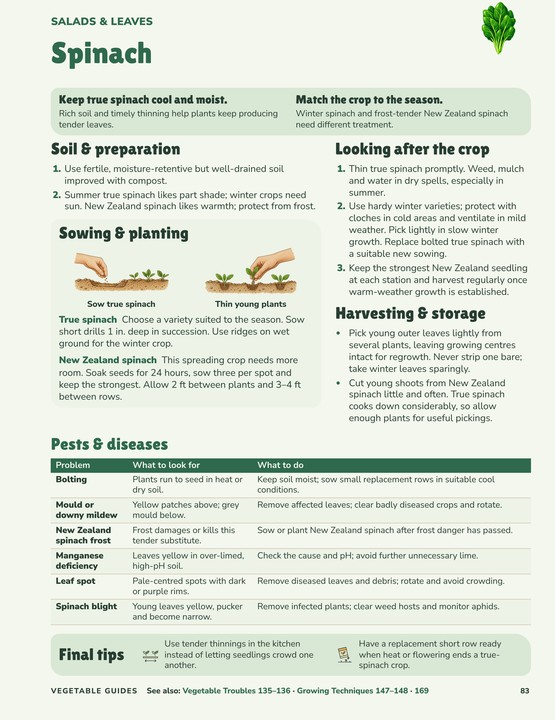 SALADS & LEAVES
Spinach
Keep true spinach cool and moist.
Rich soil and timely thinning help plants keep producing
tender leaves.
Match the crop to the season.
Winter spinach and frost-tender New Zealand spinach
need different treatment.
Soil & preparation
1. Use fertile, moisture-retentive but well-drained soil
improved with compost.
2. Summer true spinach likes part shade; winter crops need
sun. New Zealand spinach likes warmth; protect from frost.
Sowing & planting
Sow true spinach
Thin young plants
True spinach Choose a variety suited to the season. Sow
short drills 1 in. deep in succession. Use ridges on wet
ground for the winter crop.
New Zealand spinach This spreading crop needs more
room. Soak seeds for 24 hours, sow three per spot and
keep the strongest. Allow 2 ft between plants and 3–4 ft
between rows.
Looking after the crop
1. Thin true spinach promptly. Weed, mulch
and water in dry spells, especially in
summer.
2. Use hardy winter varieties; protect with
cloches in cold areas and ventilate in mild
weather. Pick lightly in slow winter
growth. Replace bolted true spinach with
a suitable new sowing.
3. Keep the strongest New Zealand seedling
at each station and harvest regularly once
warm-weather growth is established.
Harvesting & storage
• Pick young outer leaves lightly from
several plants, leaving growing centres
intact for regrowth. Never strip one bare;
take winter leaves sparingly.
• Cut young shoots from New Zealand
spinach little and often. True spinach
cooks down considerably, so allow
enough plants for useful pickings.
Pests & diseases
Problem What to look for What to do
Bolting Plants run to seed in heat or Keep soil moist; sow small replacement rows in suitable cool
dry soil. conditions.
Mould or Yellow patches above; grey Remove affected leaves; clear badly diseased crops and rotate.
downy mildew mould below.
New Zealand Frost damages or kills this Sow or plant New Zealand spinach after frost danger has passed.
spinach frost tender substitute.
Manganese Leaves yellow in over-limed, Check the cause and pH; avoid further unnecessary lime.
deficiency high-pH soil.
Leaf spot Pale-centred spots with dark Remove diseased leaves and debris; rotate and avoid crowding.
or purple rims.
Spinach blight Young leaves yellow, pucker Remove infected plants; clear weed hosts and monitor aphids.
and become narrow.
Final tips
Use tender thinnings in the kitchen
instead of letting seedlings crowd one
another.
Have a replacement short row ready
when heat or flowering ends a true-
spinach crop.
VEGETABLE GUIDES See also: Vegetable Troubles 135–136 · Growing Techniques 147–148 · 169 83